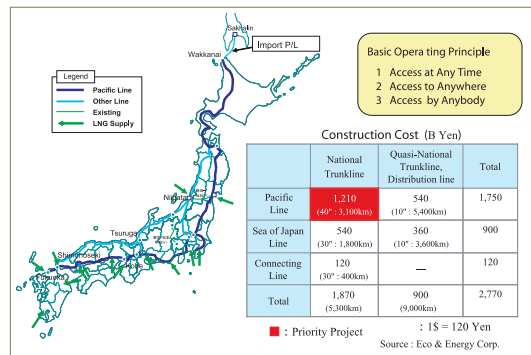 Sakhalin
Import P/L
Wakkanai
Legend
Pacific Line
Other Line
Existing
LNG Supply
Niigata
Tsuruga
Shimonoseki
Fukuoka
Basic Opera ting Principle
1 Access at Any Time
2 Access to Anywhere
3 Access by Anybody
Construction Cost (B Yen)
National Trunkline
Quasi-National Trunkline, Distribution line
Total
Pacific Line
1,210
(40" : 3,100km)
540
(10" : 5,400km)
1,750
Sea of Japan Line
540
(30" : 1,800km)
360
(10" : 3,600km)
900
Connecting Line
120
(30" : 400km)
—
120
Total
1,870
(5,300km)
900
(9,000km)
2,770
: Priority Project
: 1$ = 120 Yen
Source : Eco & Energy Corp.